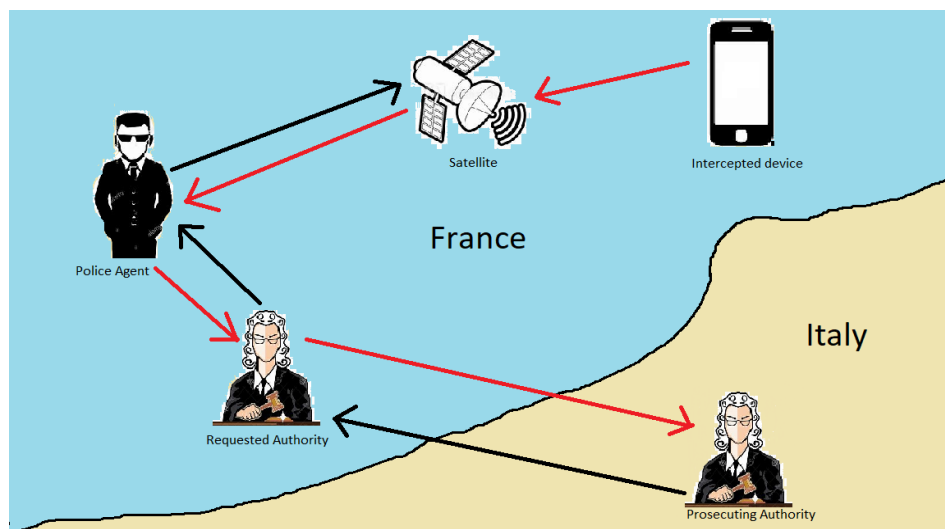 Satellite
Intercepted device
France
Police Agent
Italy
Requested Authority
Prosecuting Authority